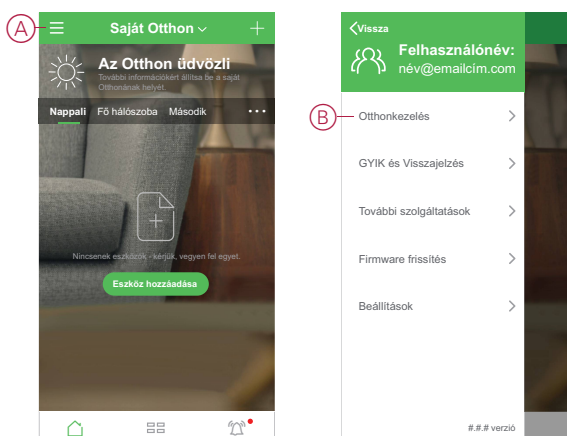 A
Saját Otthon
Az Otthon üdvözli
További információkért állítsa be a saját
Otthonának helyét.
Nappali Fő hálószoba Második ...
Nincsenek eszközök - kérjük, vegyen fel egyet.
Eszköz hozzáadása
Vissza
Felhasználónév:
név@emailcím.com
B
Otthonkezelés
GYIK és Visszajelzés
További szolgáltatások
Firmware frissítés
Beállítások
#.#.# verzió